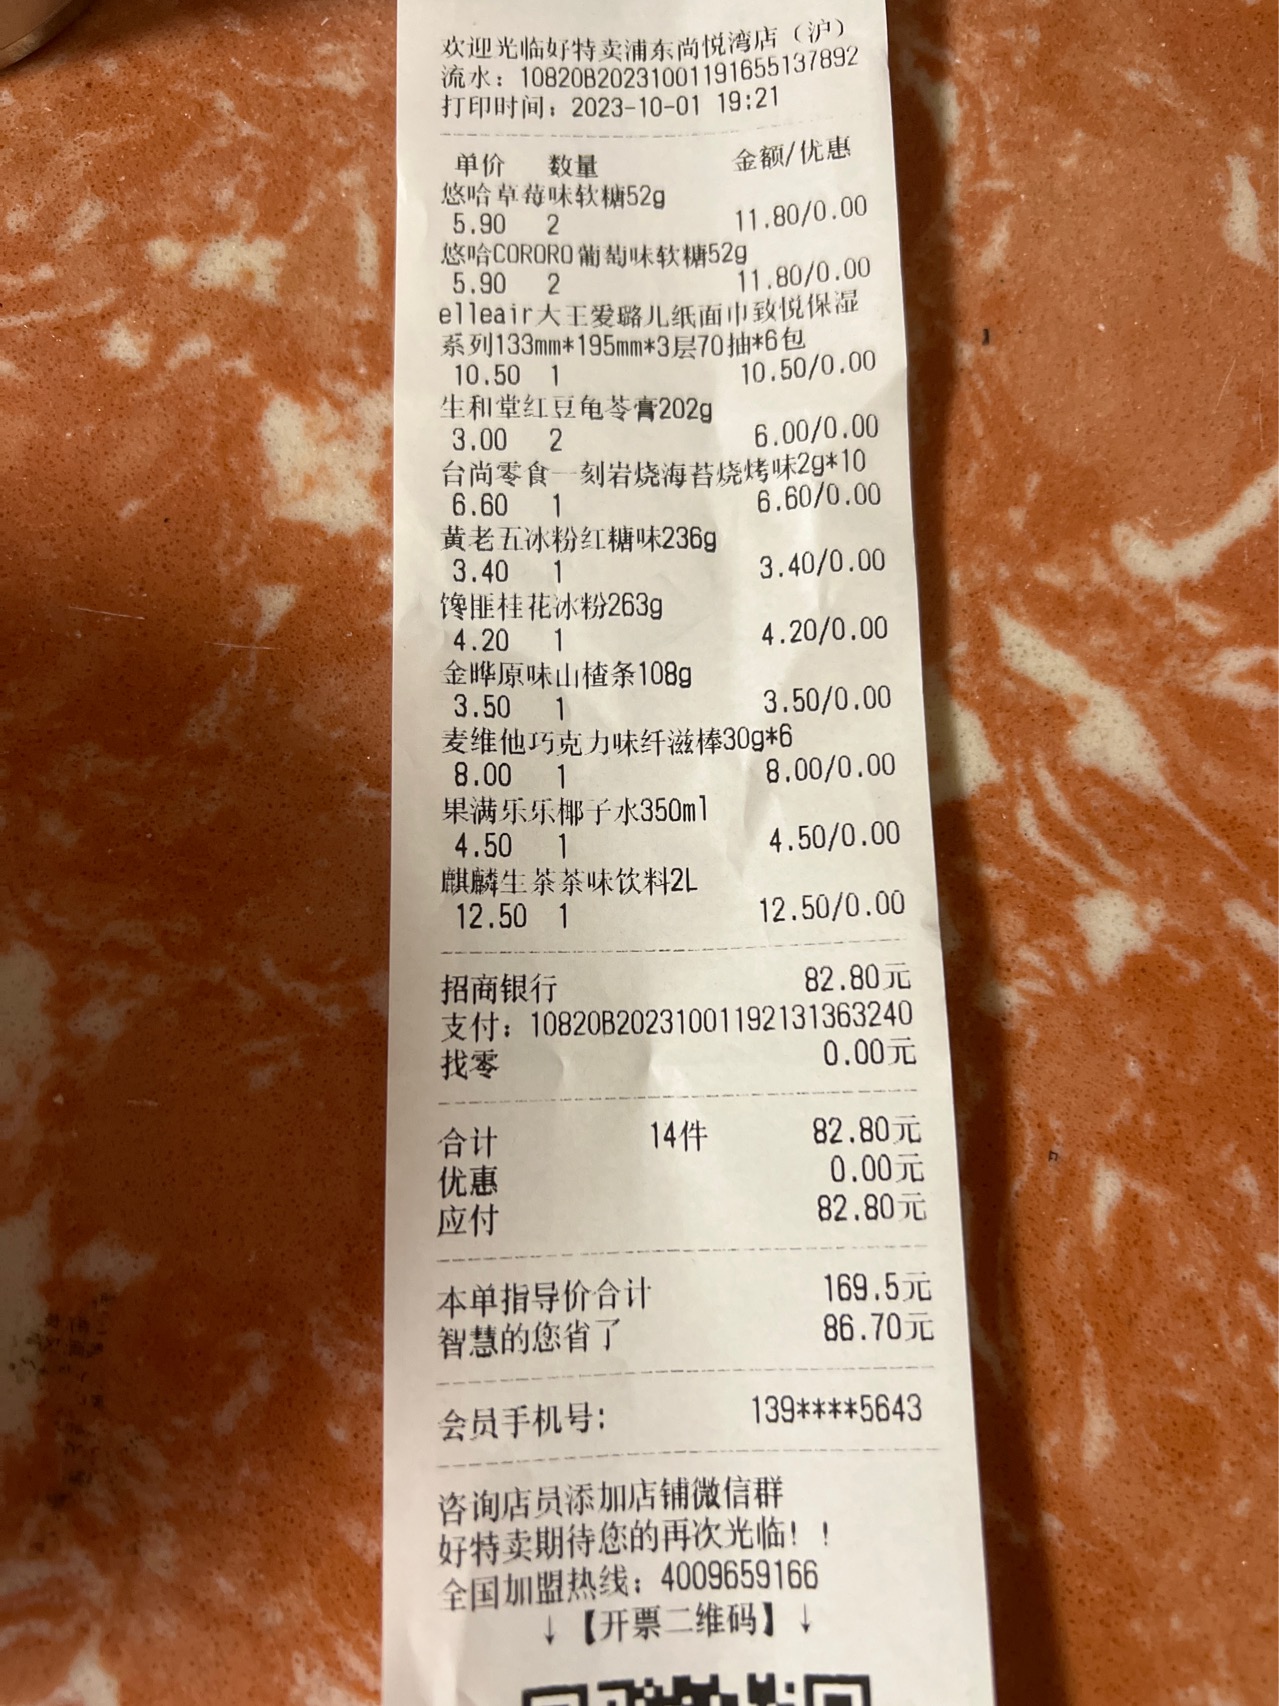 欢迎光临好特卖浦东尚悦湾店（沪）
流水：10820B20231001191655137892
打印时间：2023-10-01 19:21
单价 数量 金额/优惠
悠哈草莓味软糖52g
5.90 2 11.80/0.00
悠哈CORORO葡萄味软糖52g
5.90 2 11.80/0.00
elleair大王爱璐儿纸面巾致悦保湿
系列133mm*195mm*3层70抽*6包
10.50 1 10.50/0.00
生和堂红豆龟苓膏202g
3.00 2 6.00/0.00
台尚零食一刻岩烧海苔烧烤味2g*10
6.60 1 6.60/0.00
黄老五冰粉红糖味236g
3.40 1 3.40/0.00
馋匪桂花冰粉263g
4.20 1 4.20/0.00
金晔原味山楂条108g
3.50 1 3.50/0.00
麦维他巧克力味纤滋棒30g*6
8.00 1 8.00/0.00
果满乐乐椰子水350ml
4.50 1 4.50/0.00
麒麟生茶茶味饮料2L
12.50 1 12.50/0.00
招商银行 82.80元
支付：10820B20231001192131363240
找零 0.00元
合计 14件 82.80元
优惠 0.00元
应付 82.80元
本单指导价合计 169.5元
智慧的您省了 86.70元
会员手机号: 139****5643
咨询店员添加店铺微信群
好特卖期待您的再次光临！！
全国加盟热线：4009659166
↓【开票二维码】↓